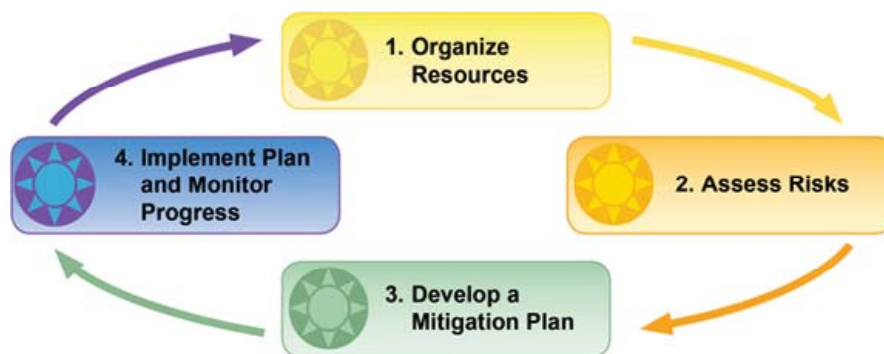 1. Organize
Resources
2. Assess Risks
3. Develop a
Mitigation Plan
4. Implement Plan
and Monitor
Progress